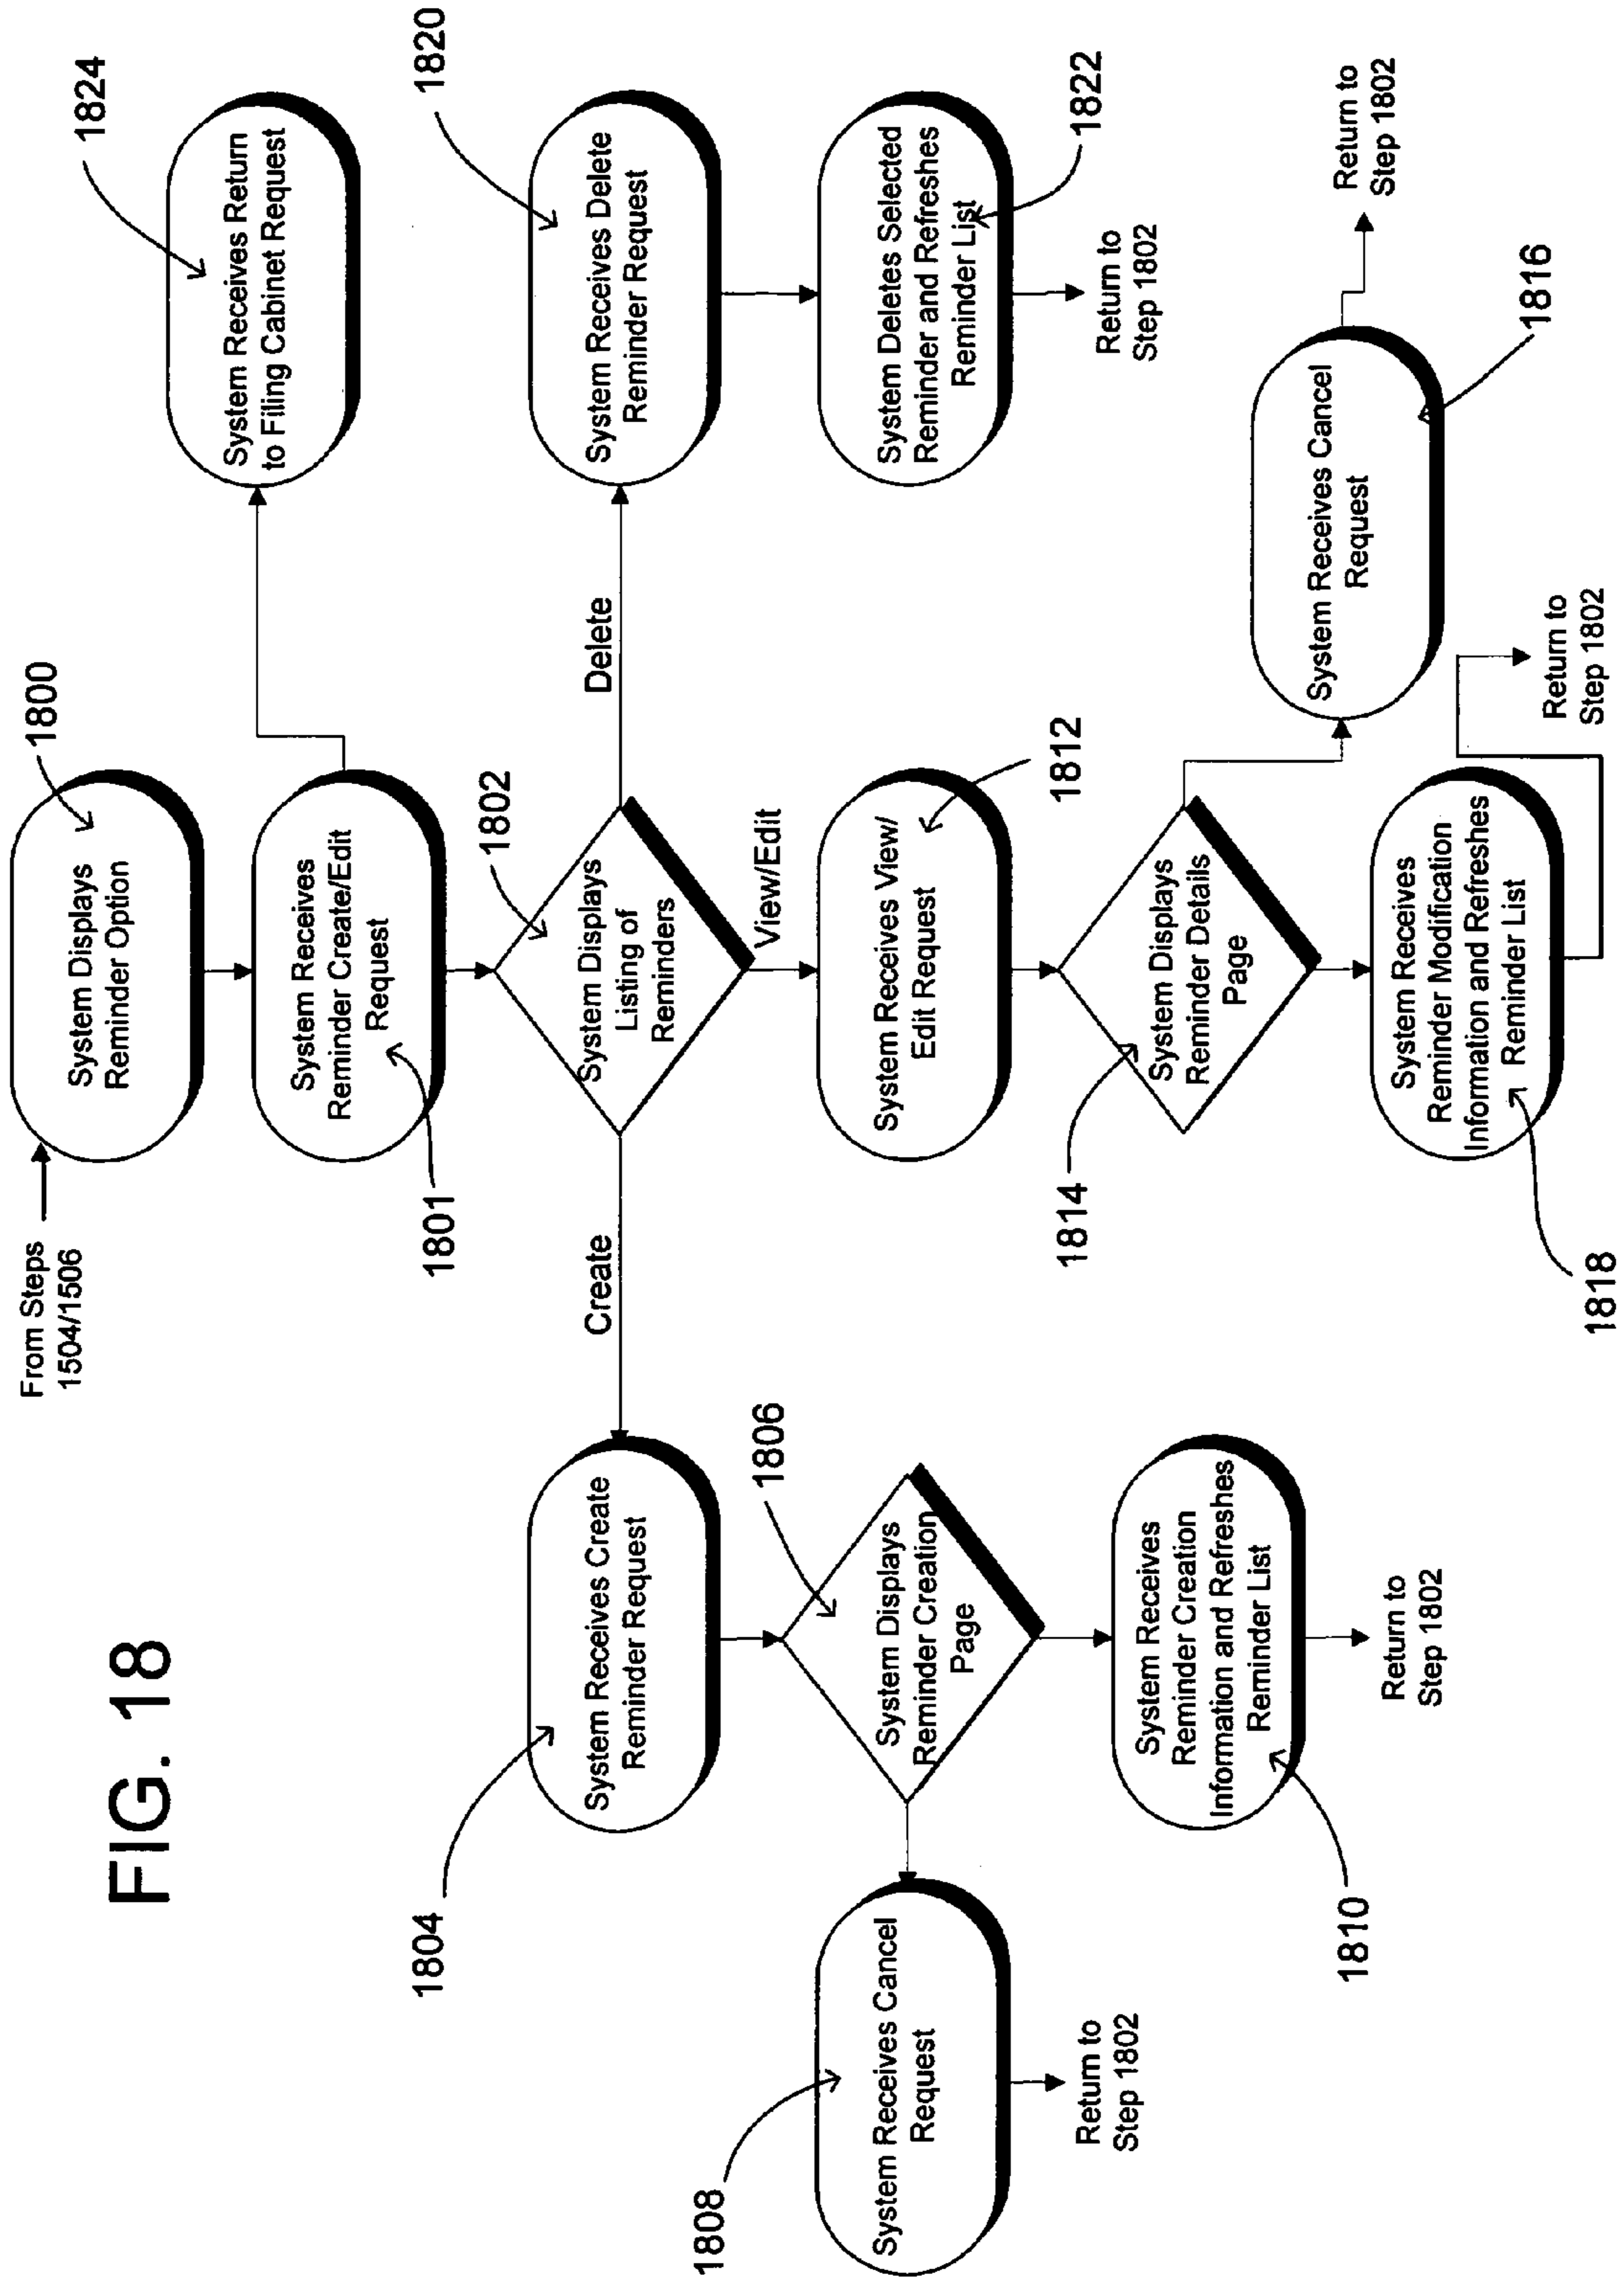 FIG. 18
From Steps
1504/1506
System Displays
Reminder Option
1800
System Receives
Reminder Create/Edit
Request
1801
System Receives Return
to Filing Cabinet Request
1824
System Displays
Listing of
Reminders
1802
Create
Delete
View/Edit
System Receives Create
Reminder Request
1804
System Receives Delete
Reminder Request
1820
System Displays
Reminder Creation
Page
1806
System Receives View/
Edit Request
1812
System Deletes Selected
Reminder and Refreshes
Reminder List
1822
Return to
Step 1802
System Receives Cancel
Request
1808
Return to
Step 1802
System Receives
Reminder Creation
Information and Refreshes
Reminder List
1810
Return to
Step 1802
System Displays
Reminder Details
Page
1814
System Receives Cancel
Request
1816
Return to
Step 1802
System Receives
Reminder Modification
Information and Refreshes
Reminder List
1818
Return to
Step 1802